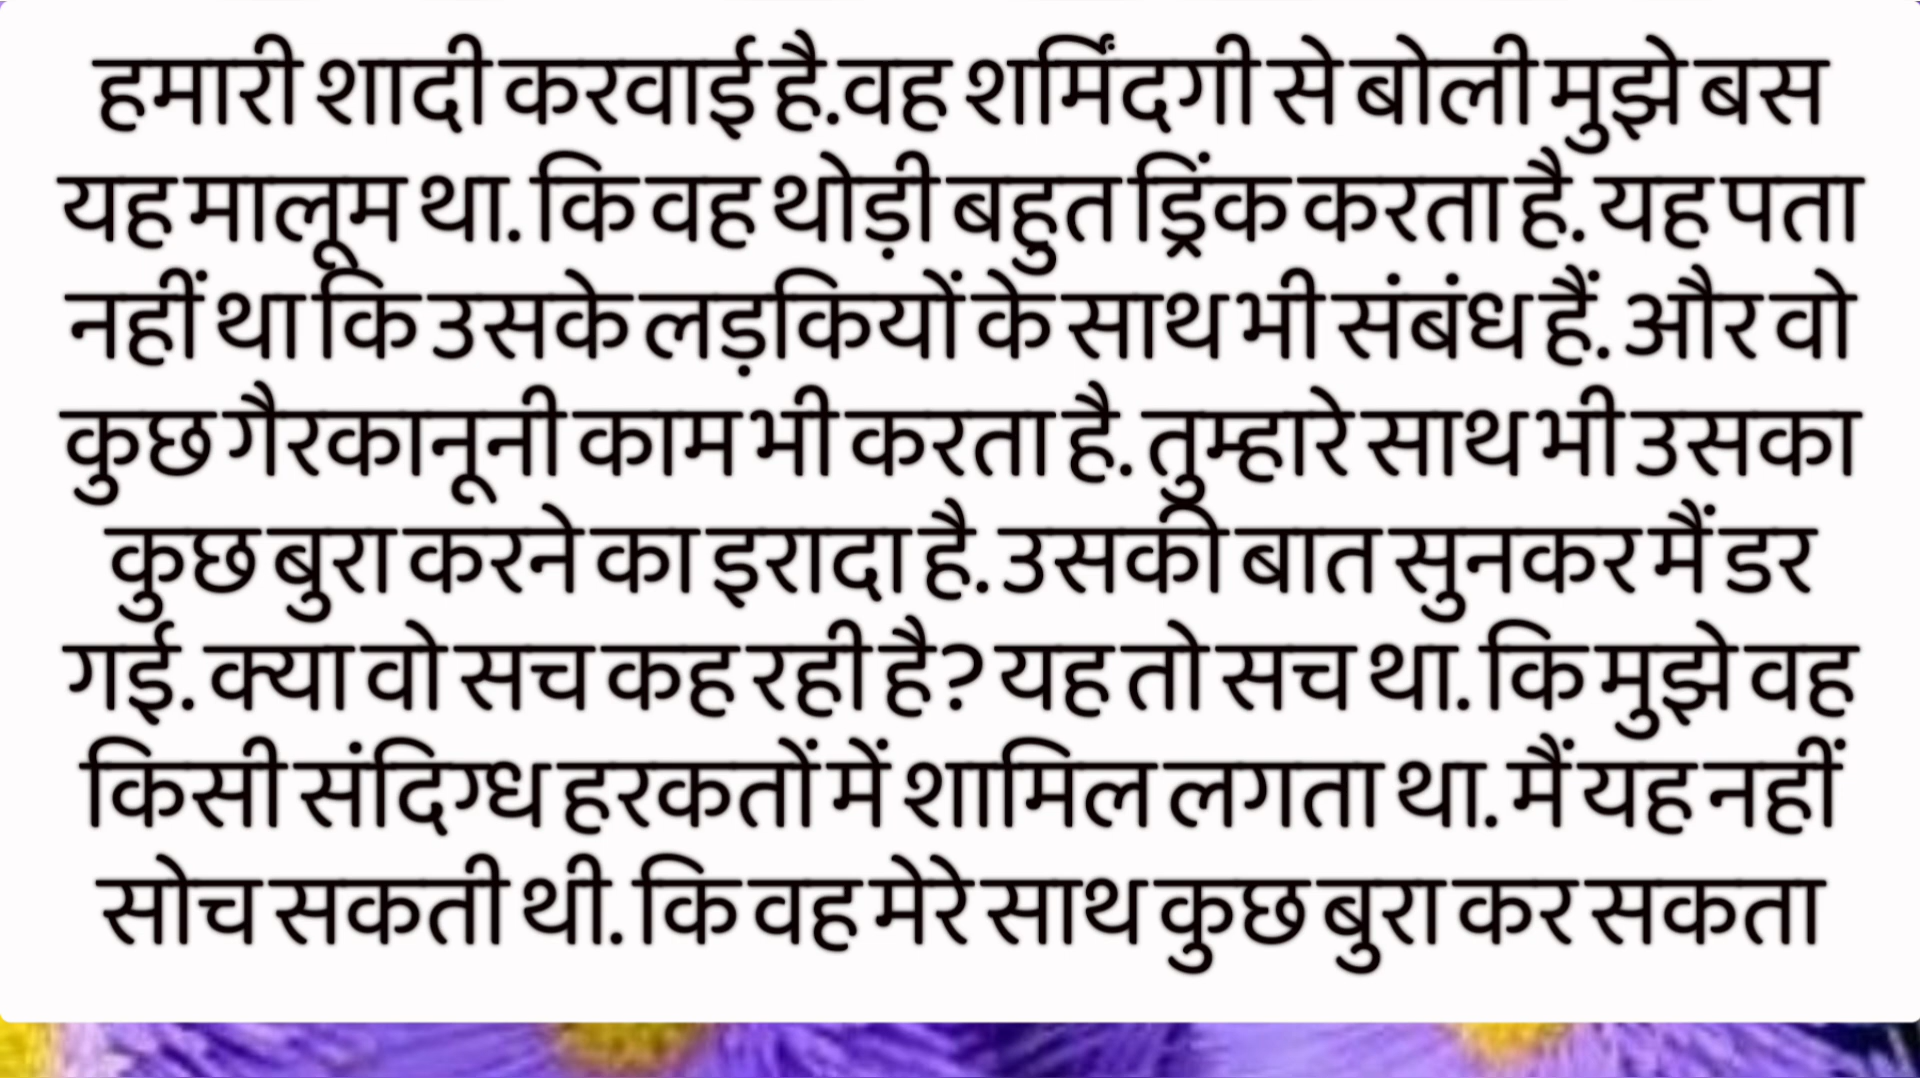 हमारी शादी करवाई है.वह शर्मिंदगी से बोली मुझे बस
यह मालूम था. कि वह थोड़ी बहुत ड्रिंक करता है. यह पता
नहीं था कि उसके लड़कियों के साथ भी संबंध हैं. और वो
कुछ गैरकानूनी काम भी करता है. तुम्हारे साथ भी उसका
कुछ बुरा करने का इरादा है. उसकी बात सुनकर मैं डर
गई. क्या वो सच कह रही है? यह तो सच था. कि मुझे वह
किसी संदिग्ध हरकतों में शामिल लगता था. मैं यह नहीं
सोच सकती थी. कि वह मेरे साथ कुछ बुरा कर सकता